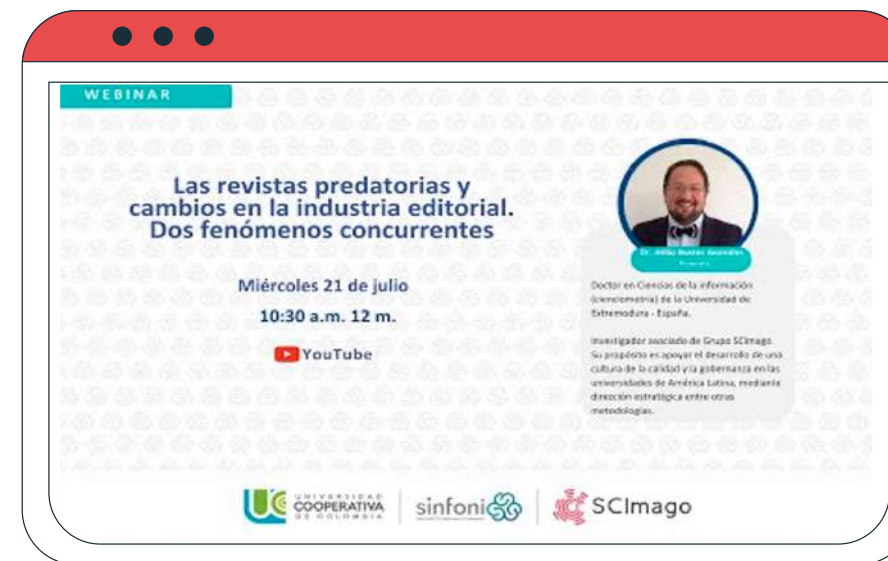 WEBINAR
Las revistas predatorias y
cambios en la industria editorial.
Dos fenómenos concurrentes
Miércoles 21 de julio
10:30 a.m. 12 m.
YouTube
Doctor en Ciencias de la información
(cienciometría) de la Universidad de
Extremadura - España.
Investigador asociado de Grupo SCImago.
Su propósito es apoyar el desarrollo de una
cultura de la calidad y la gobernanza en las
universidades de América Latina, mediante
dirección estratégica entre otras
metodologías.
UNIVERSIDAD
COOPERATIVA
DE COLOMBIA
sinfoni
SCImago